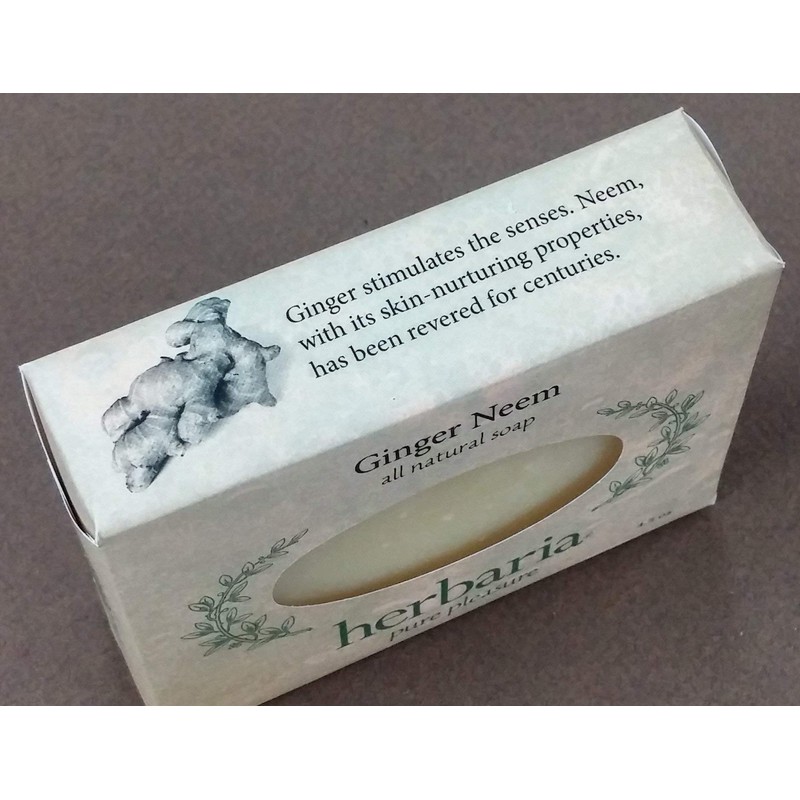 Ginger stimulates the senses. Neem,
with its skin-nurturing properties,
has been revered for centuries.
Ginger Neem
all natural soap
herbaria®
pure pleasure